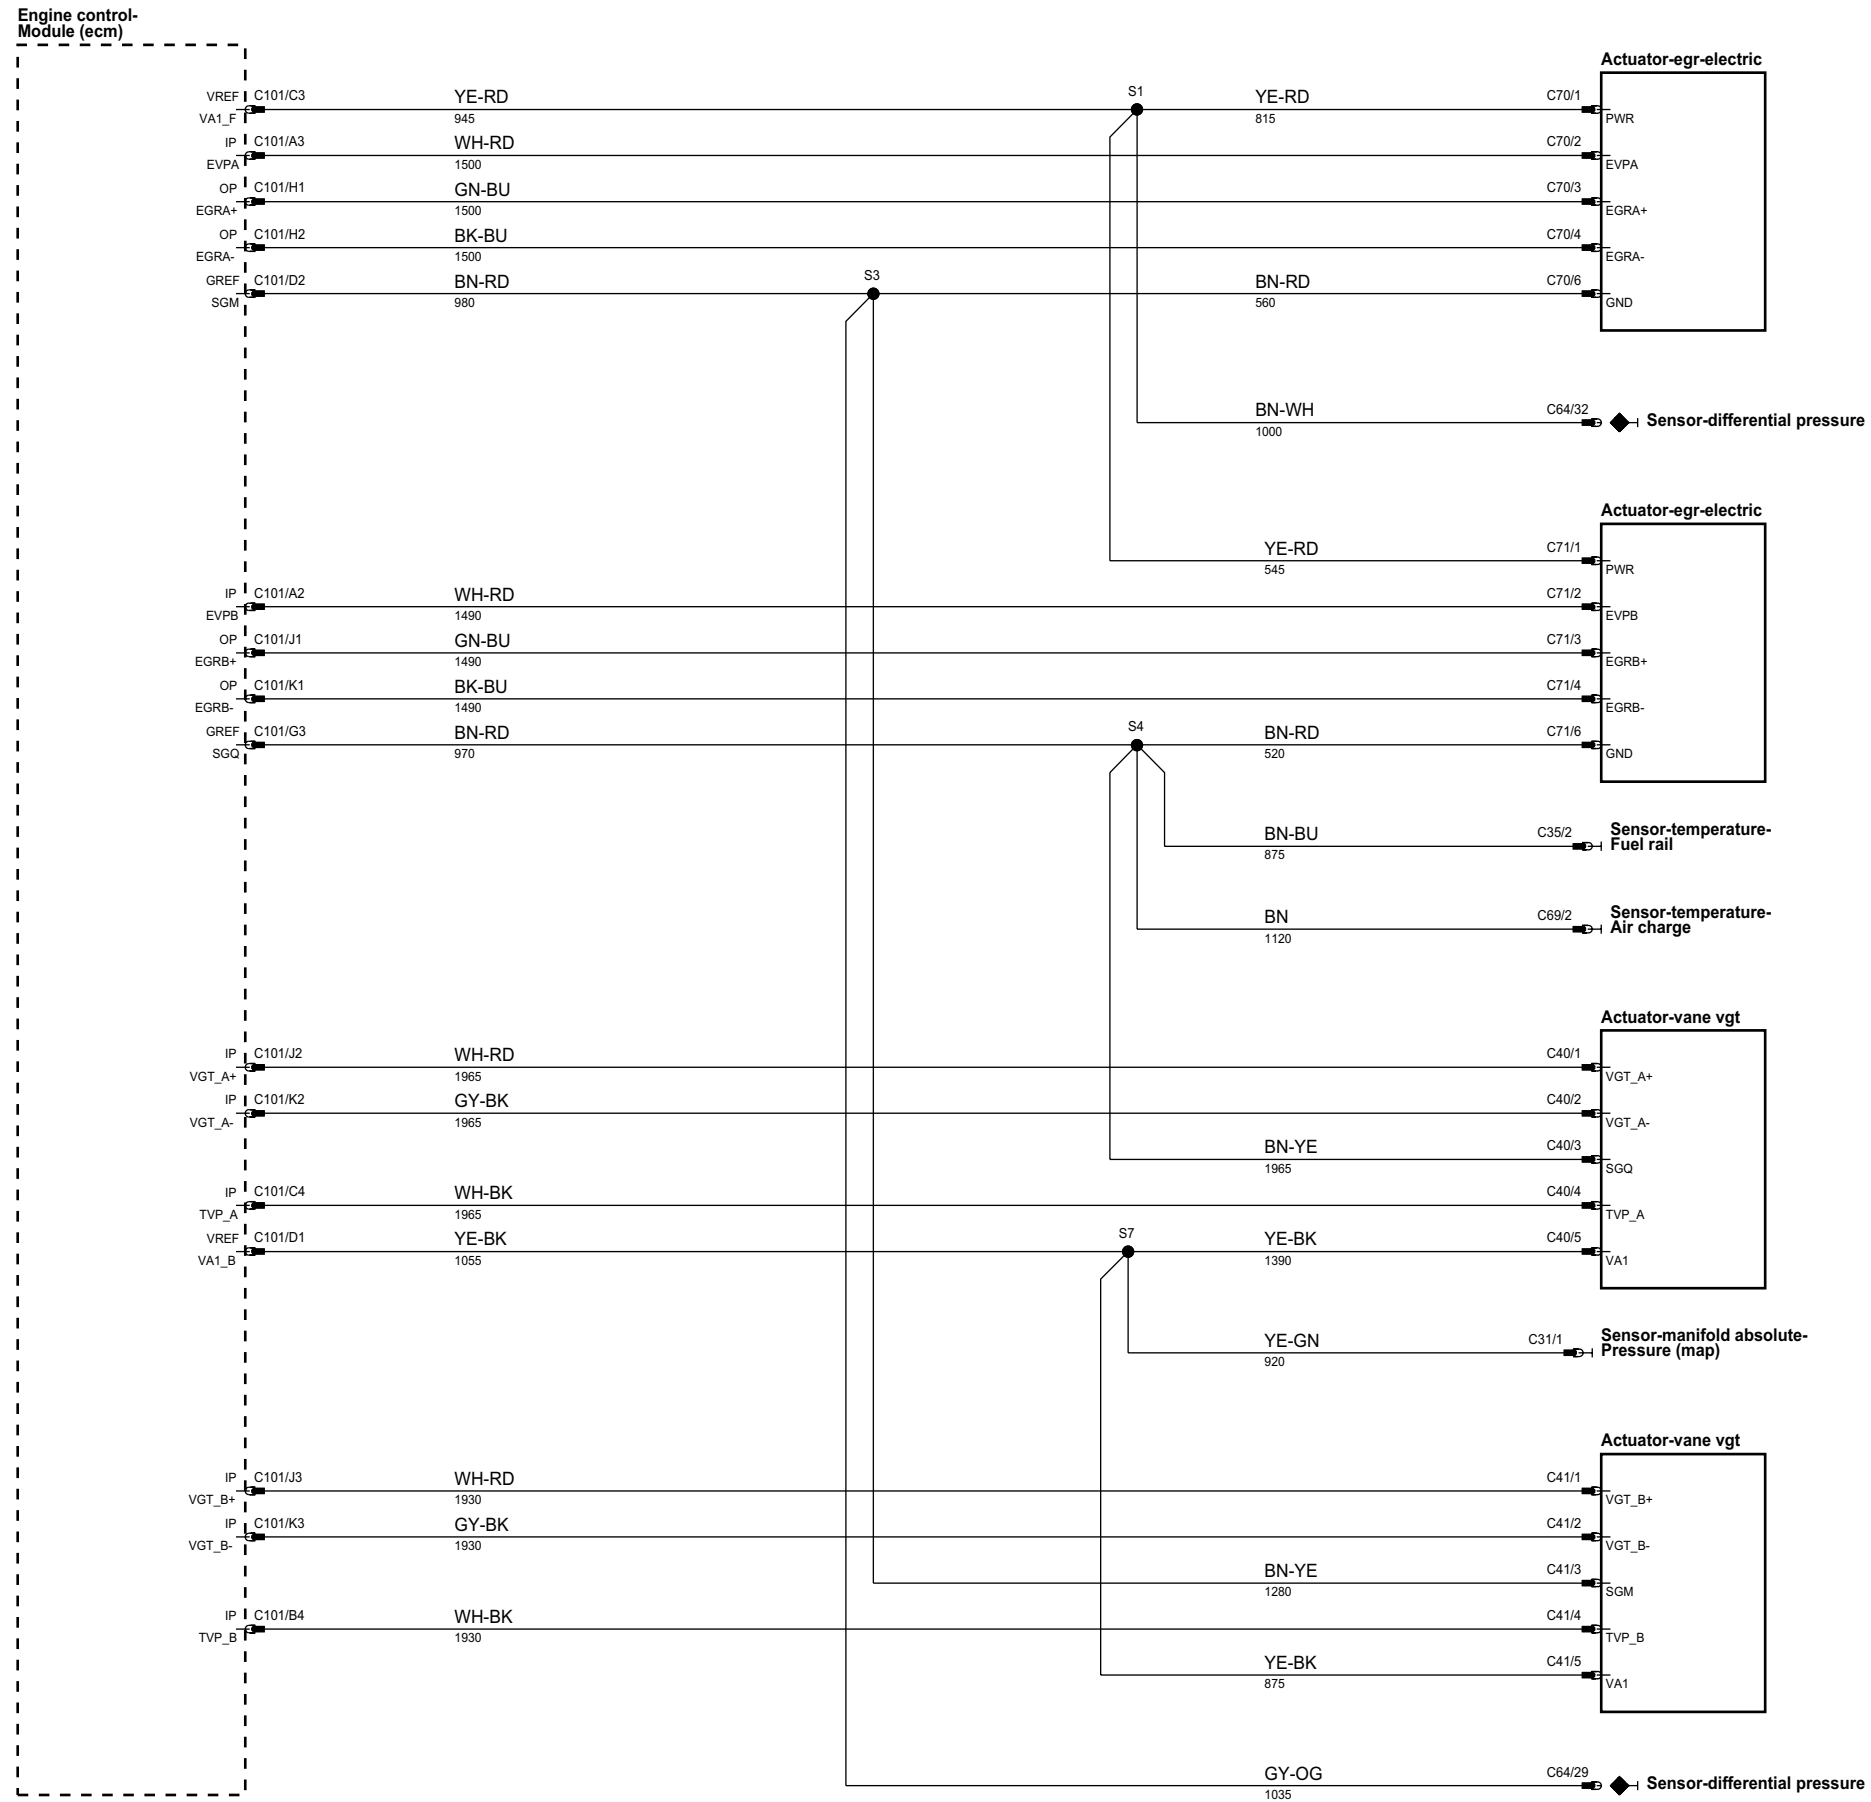 Engine control-
Module (ecm)
Actuator-egr-electric
VREF C101/C3 YE-RD S1 YE-RD C70/1
VA1_F 945 815 PWR
IP C101/A3 WH-RD C70/2
EVPA 1500 EVPA
OP C101/H1 GN-BU C70/3
EGRA+ 1500 EGRA+
OP C101/H2 BK-BU C70/4
EGRA- 1500 EGRA-
GREF C101/D2 BN-RD S3 BN-RD C70/6
SGM 980 560 GND
BN-WH C64/32 Sensor-differential pressure
1000
Actuator-egr-electric
YE-RD C71/1
545 PWR
IP C101/A2 WH-RD C71/2
EVPB 1490 EVPB
OP C101/J1 GN-BU C71/3
EGRB+ 1490 EGRB+
OP C101/K1 BK-BU C71/4
EGRB- 1490 EGRB-
GREF C101/G3 BN-RD S4 BN-RD C71/6
SGQ 970 520 GND
BN-BU C35/2 Sensor-temperature-
875 Fuel rail
BN C69/2 Sensor-temperature-
1120 Air charge
Actuator-vane vgt
IP C101/J2 WH-RD C40/1
VGT_A+ 1965 VGT_A+
IP C101/K2 GY-BK C40/2
VGT_A- 1965 VGT_A-
BN-YE C40/3
1965 SGQ
IP C101/C4 WH-BK C40/4
TVP_A 1965 TVP_A
VREF C101/D1 YE-BK S7 YE-BK C40/5
VA1_B 1055 1390 VA1
YE-GN C31/1 Sensor-manifold absolute-
920 Pressure (map)
Actuator-vane vgt
IP C101/J3 WH-RD C41/1
VGT_B+ 1930 VGT_B+
IP C101/K3 GY-BK C41/2
VGT_B- 1930 VGT_B-
BN-YE C41/3
1280 SGM
IP C101/B4 WH-BK C41/4
TVP_B 1930 TVP_B
YE-BK C41/5
875 VA1
GY-OG C64/29 Sensor-differential pressure
1035